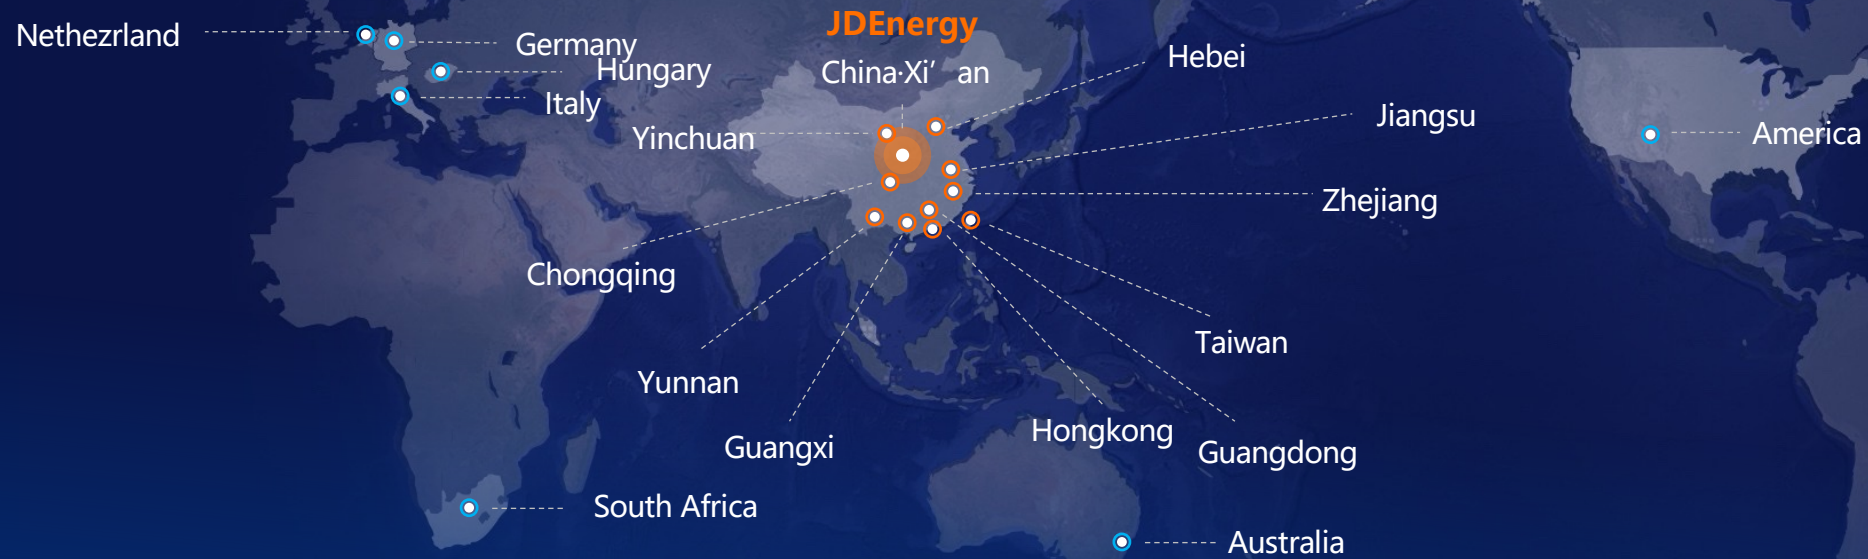 JDEnergy
China·Xi’an
Nethezrland
Germany
Hungary
Italy
Yinchuan
Hebei
Jiangsu
America
Zhejiang
Chongqing
Taiwan
Yunnan
Guangxi
Hongkong
Guangdong
South Africa
Australia